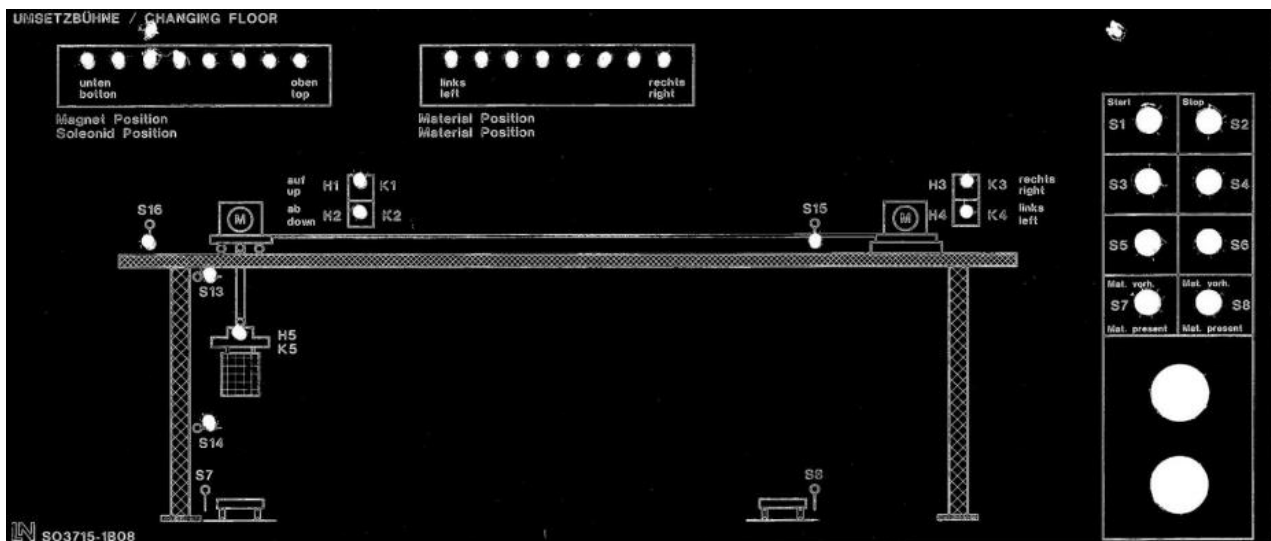 UMSETZBÜHNE / CHANGING FLOOR
unten
botton
oben
top
links
left
rechts
right
Magnet Position
Soleonid Position
Material Position
Material Position
Start
S1
Stop
S2
S3
S4
S5
S6
Mat. vorh.
S7
Mat. present
Mat. vorh.
S8
Mat. present
auf
up
H1
K1
ab
down
H2
K2
H3
K3
rechts
right
H4
K4
links
left
S16
M
S15
M
S13
H5
K5
S14
S7
S8
LN SO3715-1B08